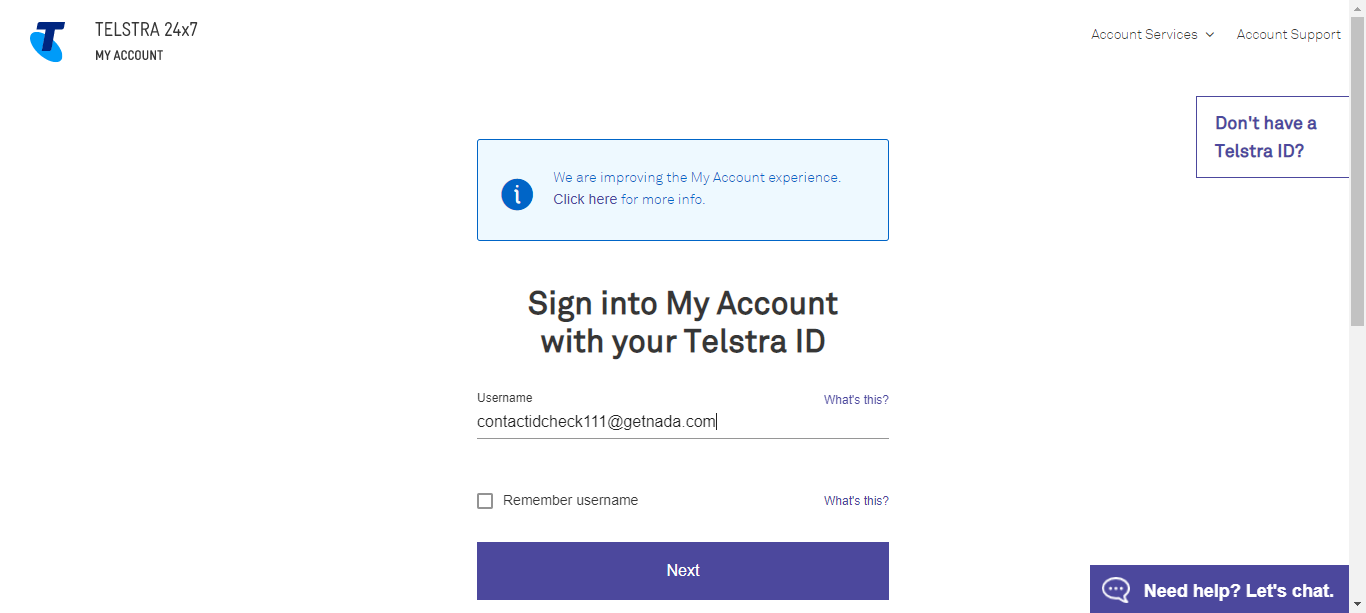 TELSTRA 24x7
MY ACCOUNT
Account Services
Account Support
Don't have a
Telstra ID?
We are improving the My Account experience.
Click here for more info.
Sign into My Account
with your Telstra ID
Username
What's this?
contactidcheck111@getnada.com
Remember username
What's this?
Next
Need help? Let's chat.